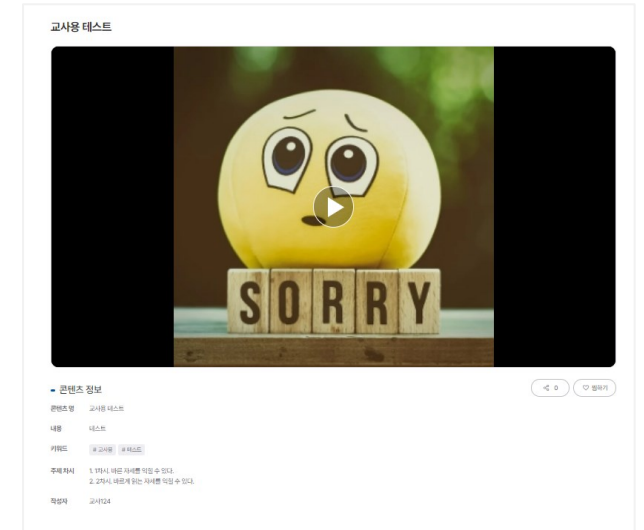 교사용 테스트
SORRY
콘텐츠 정보
0
찜하기
콘텐츠 명 교사용 테스트
내용 테스트
키워드 # 교사용 # 테스트
주제 차시 1. 1차시. 바른 자세를 익힐 수 있다.
2. 2차시. 바르게 읽는 자세를 익힐 수 있다.
작성자 교사124